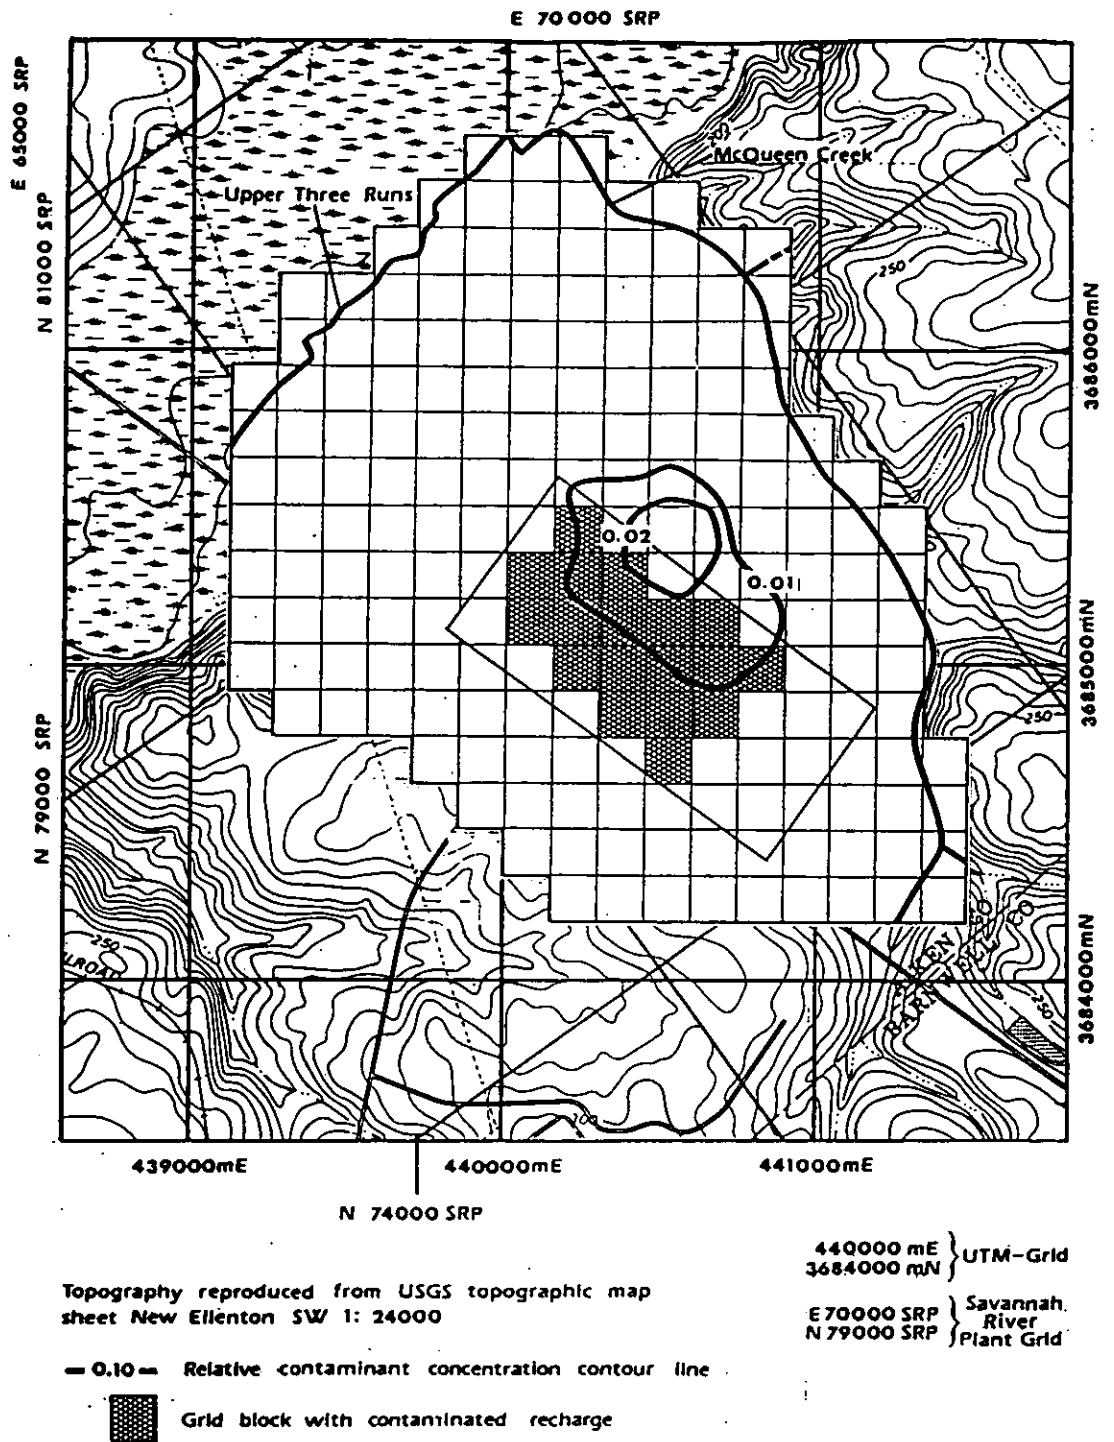 E 70000 SRP
E 65000 SRP
McQueen Creek
Upper Three Runs
N 81000 SRP
250
3686000mN
0.02
0.01
3685000mN
250
N 79000 SRP
AIKEN CO
BARNWELL CO
250
3684000mN
250
439000mE
440000mE
441000mE
N 74000 SRP
440000 mE
3684000 mN
UTM-Grid
Topography reproduced from USGS topographic map
sheet New Ellenton SW 1: 24000
E 70000 SRP
N 79000 SRP
Savannah
River
Plant Grid
0.10
Relative contaminant concentration contour line
Grid block with contaminated recharge